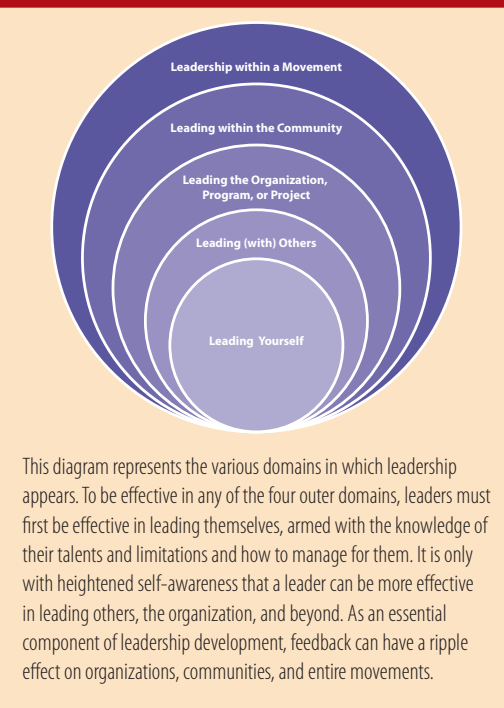 Leadership within a Movement
Leading within the Community
Leading the Organization,
Program, or Project
Leading (with) Others
Leading Yourself
This diagram represents the various domains in which leadership
appears. To be effective in any of the four outer domains, leaders must
first be effective in leading themselves, armed with the knowledge of
their talents and limitations and how to manage for them. It is only
with heightened self-awareness that a leader can be more effective
in leading others, the organization, and beyond. As an essential
component of leadership development, feedback can have a ripple
effect on organizations, communities, and entire movements.